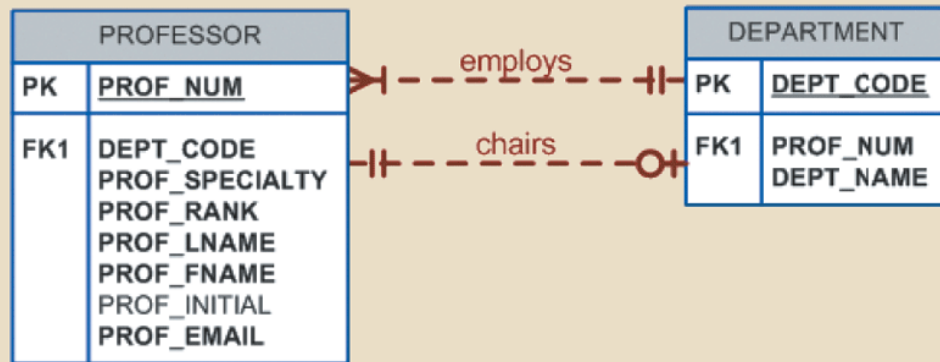 PROFESSOR
PK PROF_NUM
FK1 DEPT_CODE
PROF_SPECIALTY
PROF_RANK
PROF_LNAME
PROF_FNAME
PROF_INITIAL
PROF_EMAIL
employs
chairs
DEPARTMENT
PK DEPT_CODE
FK1 PROF_NUM
DEPT_NAME